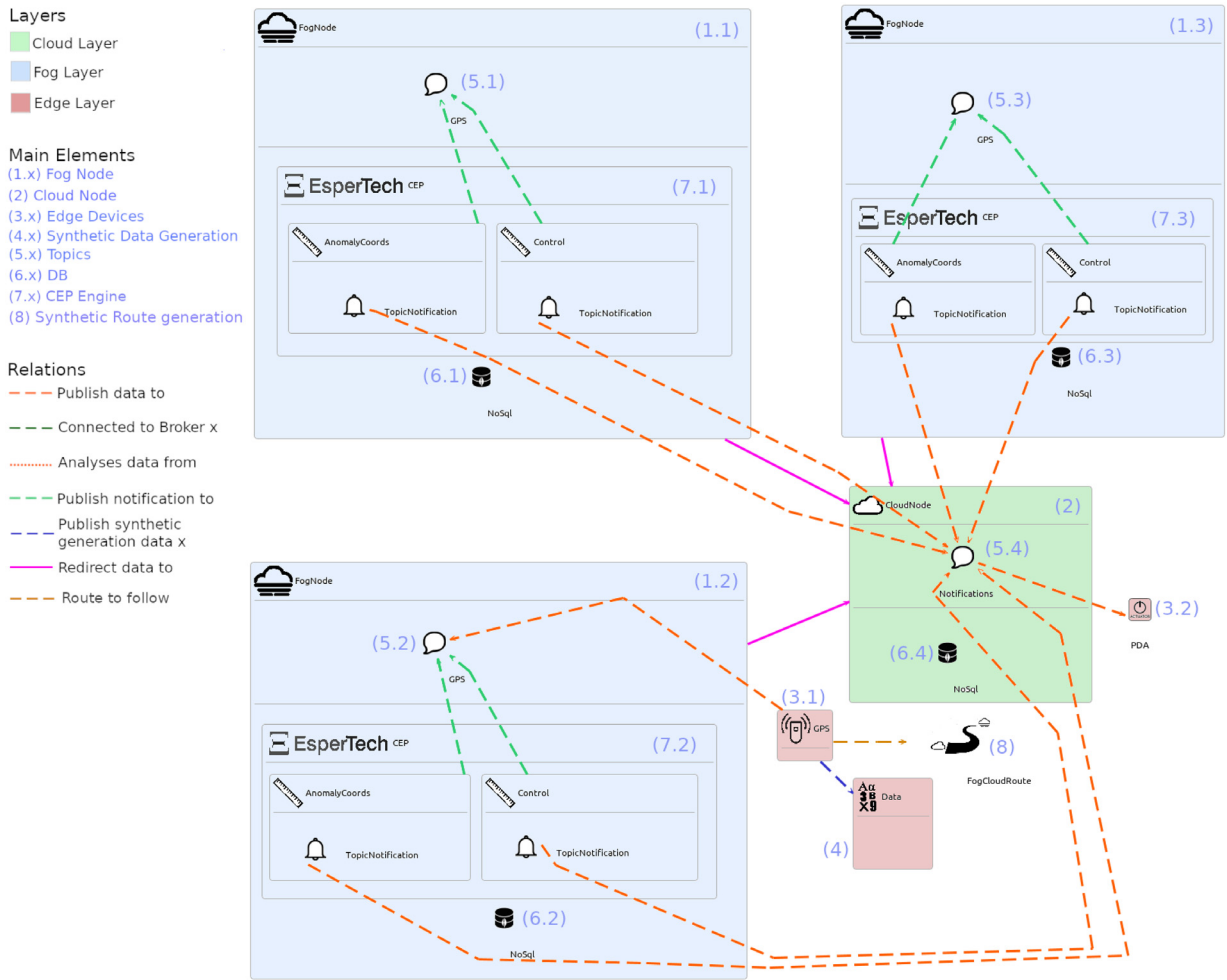 Layers
Cloud Layer
Fog Layer
Edge Layer
Main Elements
(1.x) Fog Node
(2) Cloud Node
(3.x) Edge Devices
(4.x) Synthetic Data Generation
(5.x) Topics
(6.x) DB
(7.x) CEP Engine
(8) Synthetic Route generation
Relations
Publish data to
Connected to Broker x
Analyses data from
Publish notification to
Publish synthetic
generation data x
Redirect data to
Route to follow
FogNode
(1.1)
(5.1)
GPS
EsperTech CEP
(7.1)
AnomalyCoords
Control
TopicNotification
TopicNotification
(6.1)
NoSql
FogNode
(1.3)
(5.3)
GPS
EsperTech CEP
(7.3)
AnomalyCoords
Control
TopicNotification
TopicNotification
(6.3)
NoSql
CloudNode
(2)
(5.4)
Notifications
(6.4)
NoSql
ACTUATOR
(3.2)
PDA
FogNode
(1.2)
(5.2)
GPS
EsperTech CEP
(7.2)
AnomalyCoords
Control
TopicNotification
TopicNotification
(6.2)
NoSql
(3.1)
GPS
(8)
FogCloudRoute
Aα
$ B
X9
Data
(4)